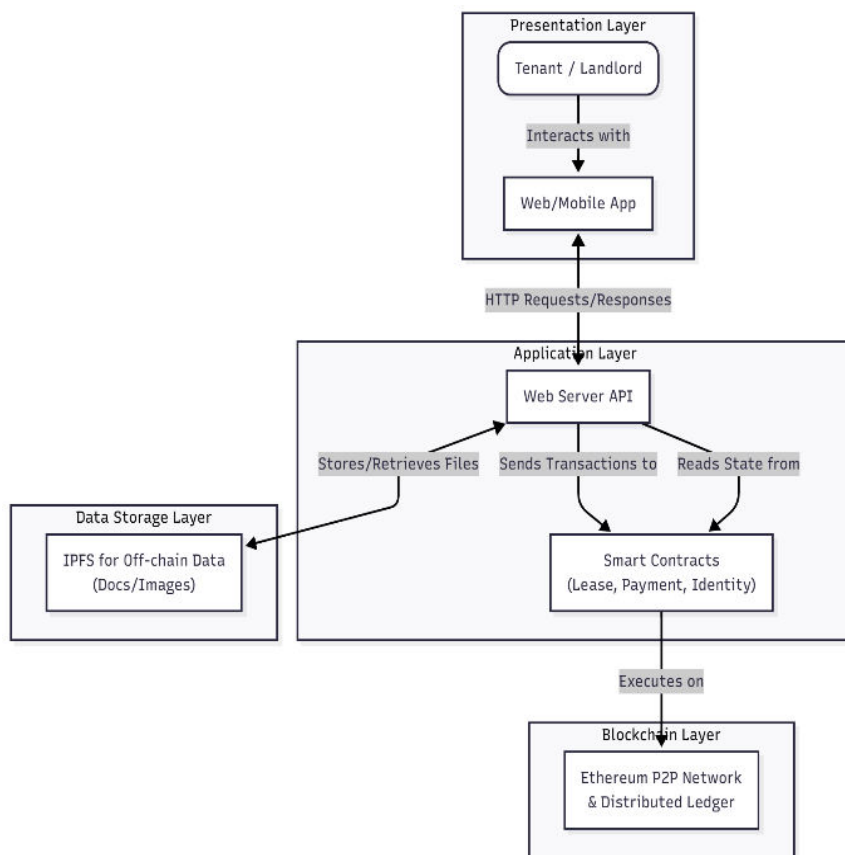 Presentation Layer
Tenant / Landlord
Interacts with
Web/Mobile App
HTTP Requests/Responses
Application Layer
Web Server API
Stores/Retrieves Files
Sends Transactions to
Reads State from
Data Storage Layer
IPFS for Off-chain Data
(Docs/Images)
Smart Contracts
(Lease, Payment, Identity)
Executes on
Blockchain Layer
Ethereum P2P Network
& Distributed Ledger